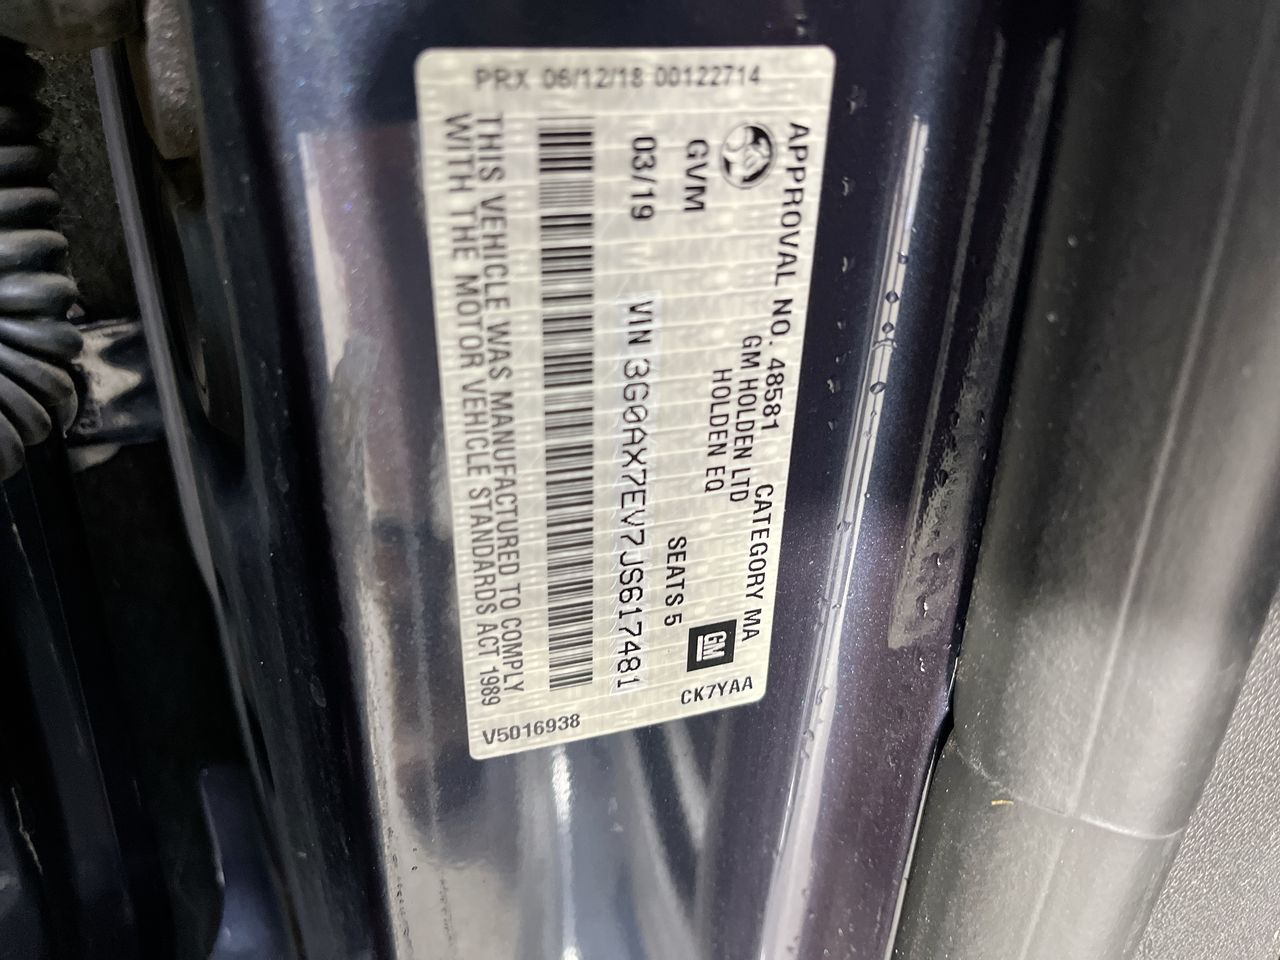 PRX 06/12/18 00122714
APPROVAL NO. 48581 CATEGORY MA
GM HOLDEN LTD
HOLDEN EQ
GVM SEATS 5
GM
CK7YAA
03/19 VIN 3G0AX7EV7JS617481
THIS VEHICLE WAS MANUFACTURED TO COMPLY
WITH THE MOTOR VEHICLE STANDARDS ACT 1989
V5016938